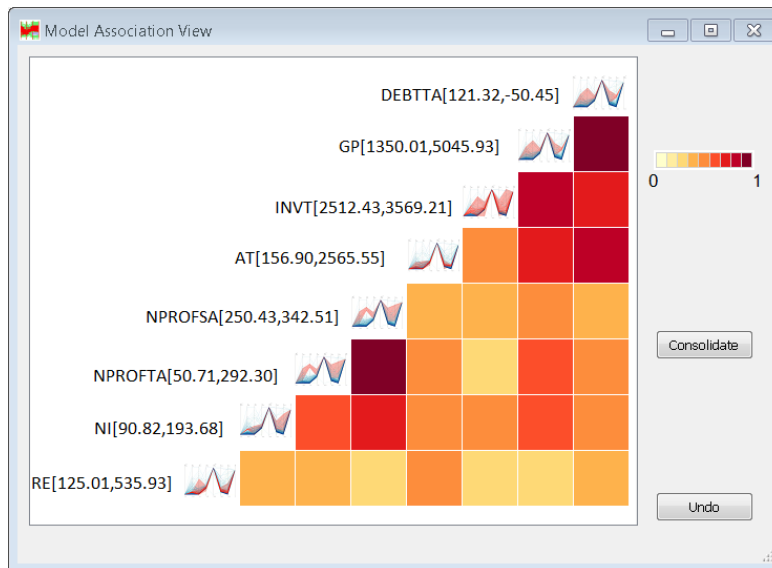 Model Association View
DEBTTA[121.32,-50.45]
GP[1350.01,5045.93]
0 1
INVT[2512.43,3569.21]
AT[156.90,2565.55]
NPROFSA[250.43,342.51]
Consolidate
NPROFTA[50.71,292.30]
NI[90.82,193.68]
RE[125.01,535.93]
Undo